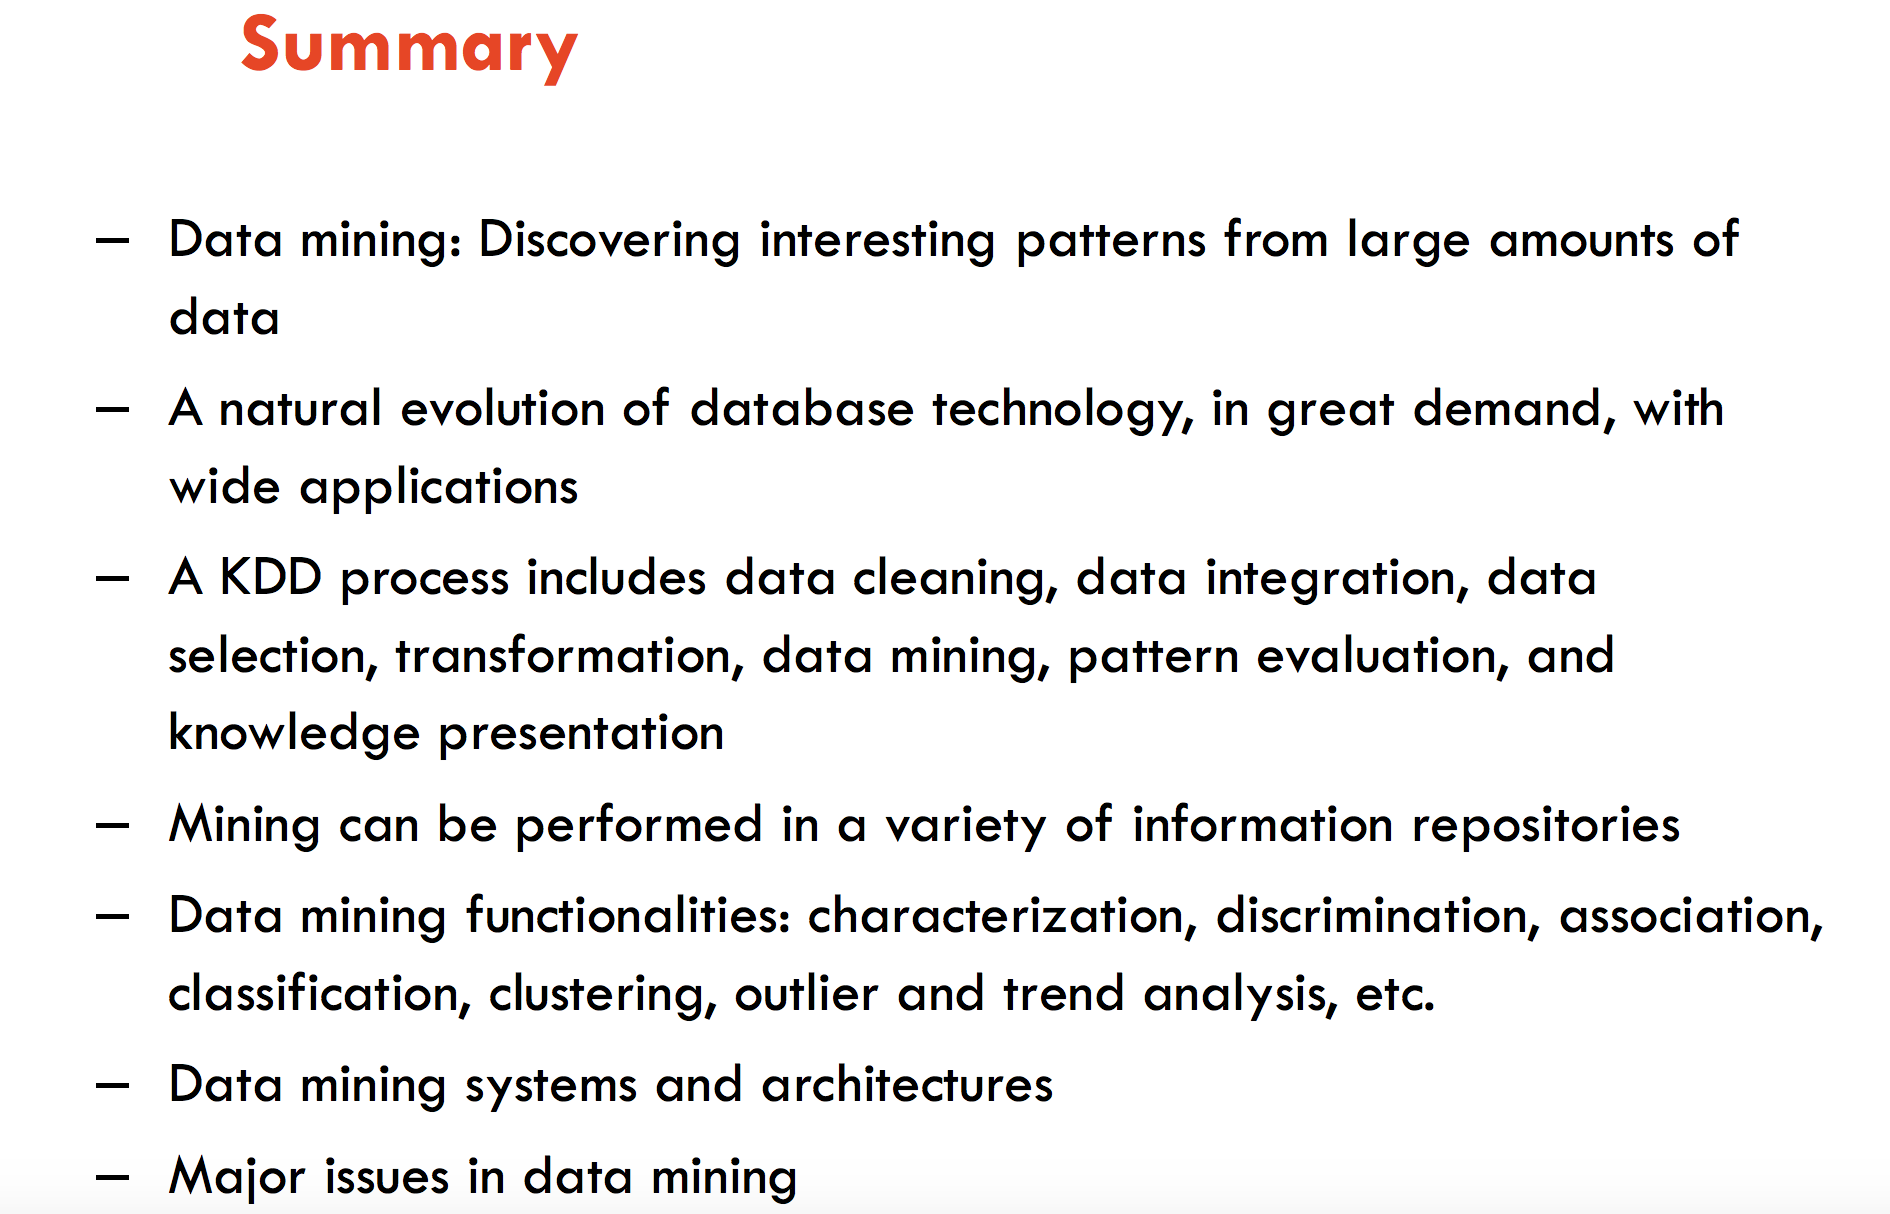 Summary
– Data mining: Discovering interesting patterns from large amounts of
data
– A natural evolution of database technology, in great demand, with
wide applications
– A KDD process includes data cleaning, data integration, data
selection, transformation, data mining, pattern evaluation, and
knowledge presentation
– Mining can be performed in a variety of information repositories
– Data mining functionalities: characterization, discrimination, association,
classification, clustering, outlier and trend analysis, etc.
– Data mining systems and architectures
– Major issues in data mining